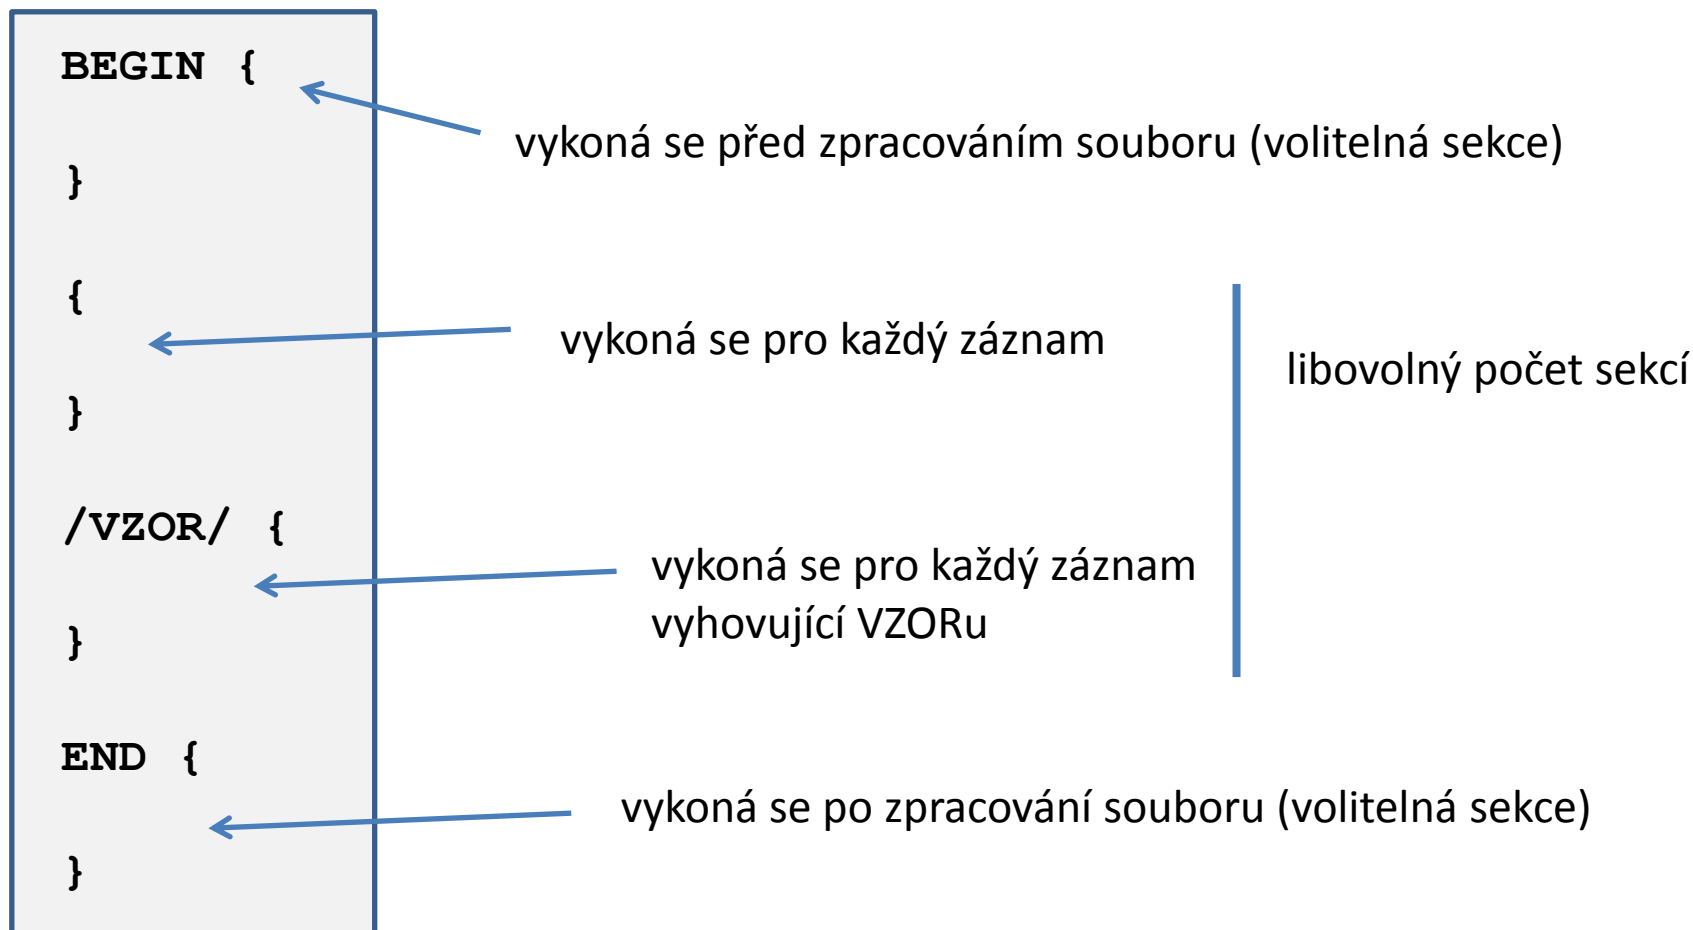 BEGIN {
vykoná se před zpracováním souboru (volitelná sekce)
}
{
vykoná se pro každý záznam
libovolný počet sekcí
}
/VZOR/ {
vykoná se pro každý záznam
vyhovující VZORu
}
END {
vykoná se po zpracování souboru (volitelná sekce)
}